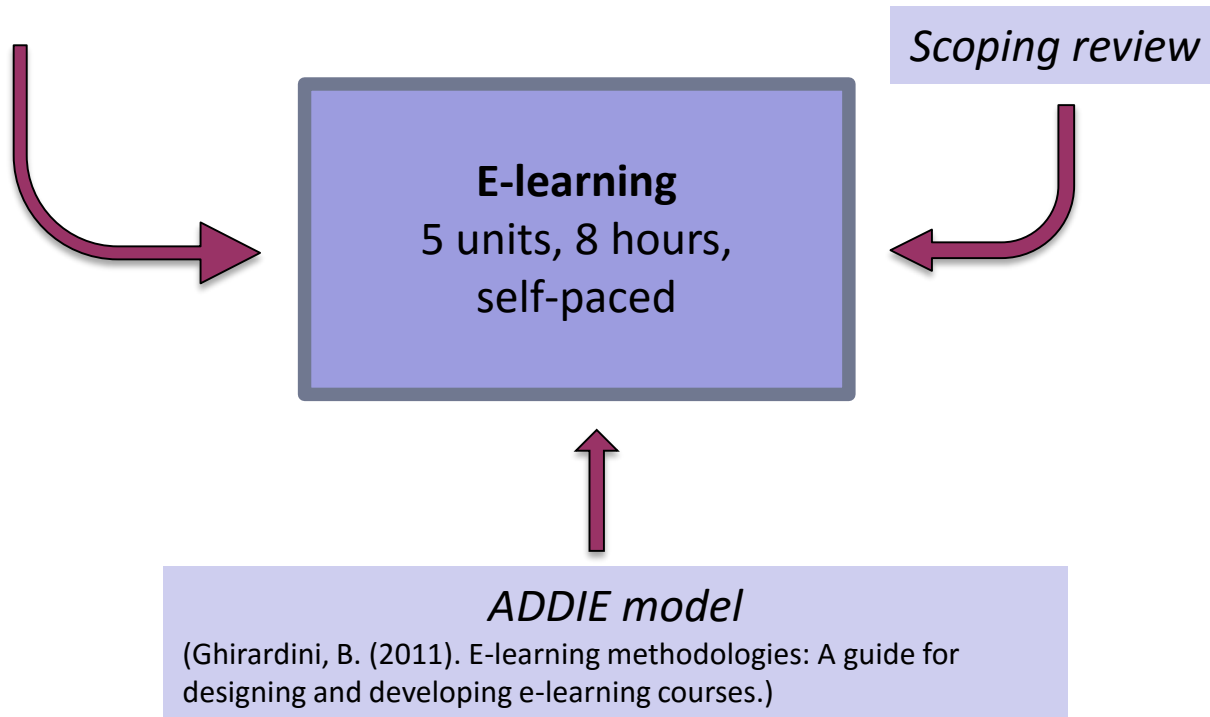 Scoping review
E-learning
5 units, 8 hours,
self-paced
ADDIE model
(Ghirardini, B. (2011). E-learning methodologies: A guide for
designing and developing e-learning courses.)